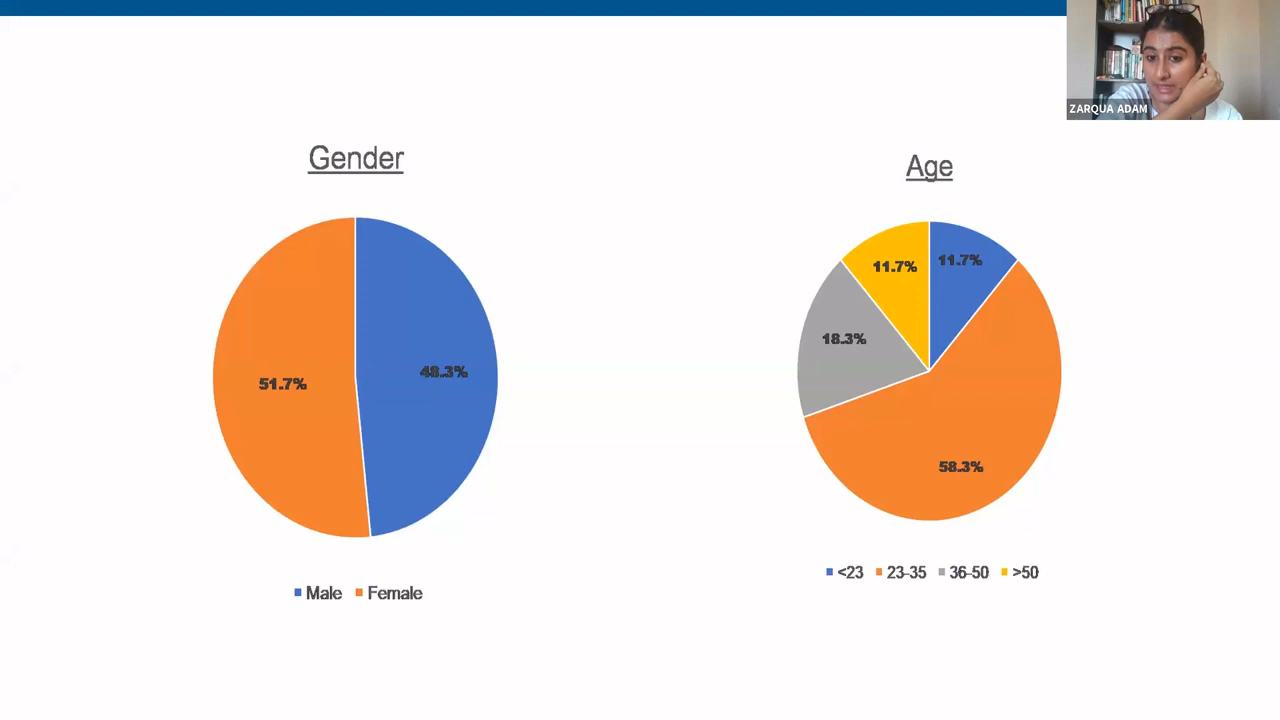 ZARQUA ADAM
Gender
Age
11.7%
11.7%
18.3%
48.3%
51.7%
58.3%
<23 23-35 36-50 >50
Male Female